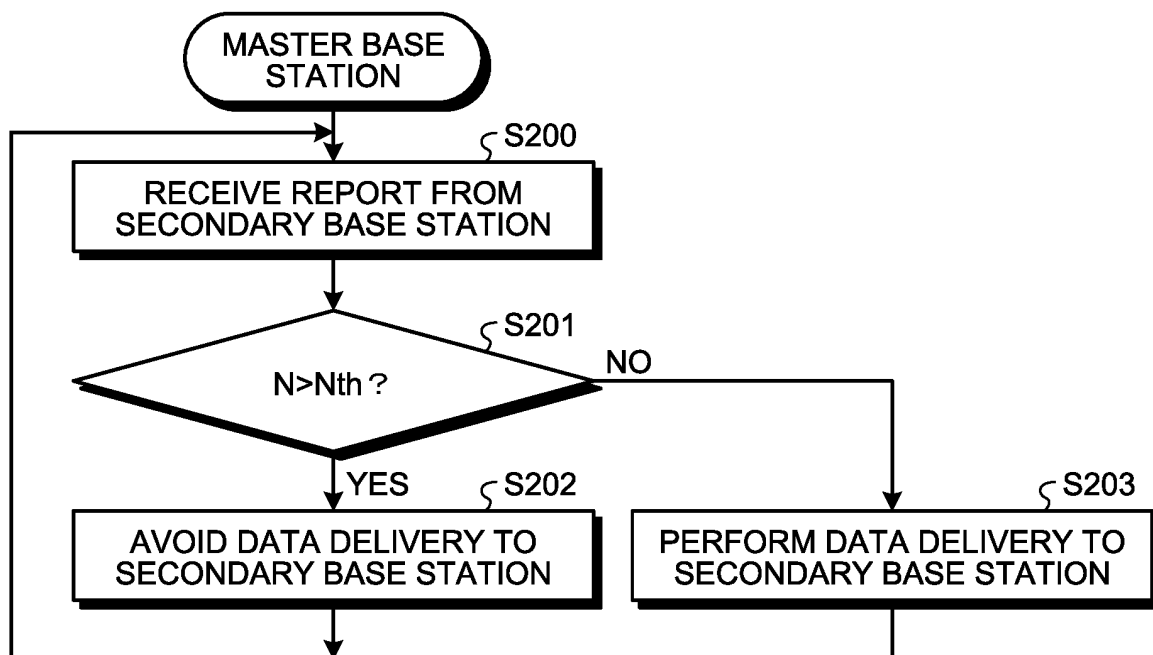 MASTER BASE
STATION
S200
RECEIVE REPORT FROM
SECONDARY BASE STATION
S201
N>Nth?
NO
YES
S202
AVOID DATA DELIVERY TO
SECONDARY BASE STATION
S203
PERFORM DATA DELIVERY TO
SECONDARY BASE STATION